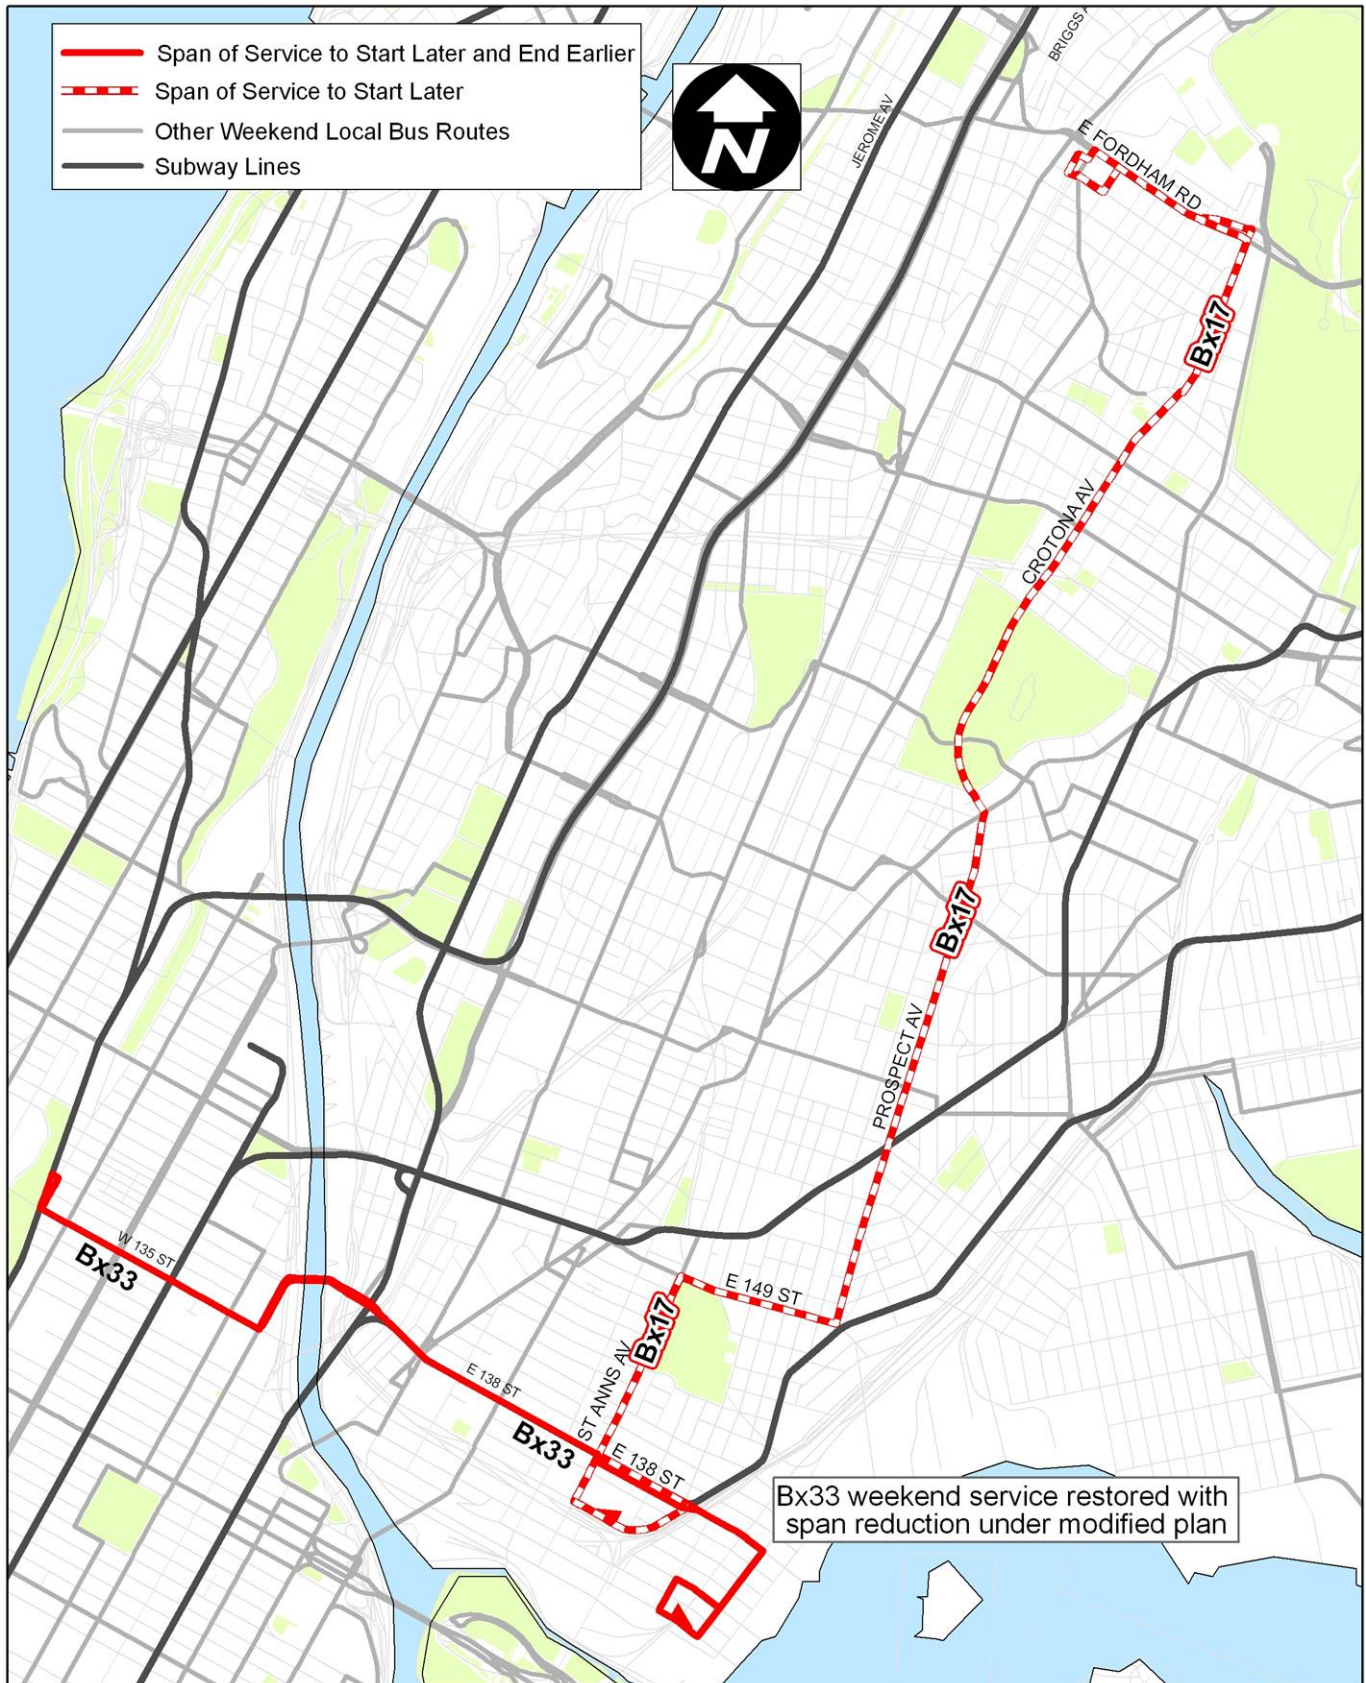 Span of Service to Start Later and End Earlier
Span of Service to Start Later
Other Weekend Local Bus Routes
Subway Lines
N
JEROME AV
BRIGGS
E FORDHAM RD
Bx17
CROTONA AV
Bx17
PROSPECT AV
W 135 ST
Bx33
E 149 ST
Bx17
ST ANNS AV
E 138 ST
Bx33
E 138 ST
Bx33 weekend service restored with
span reduction under modified plan